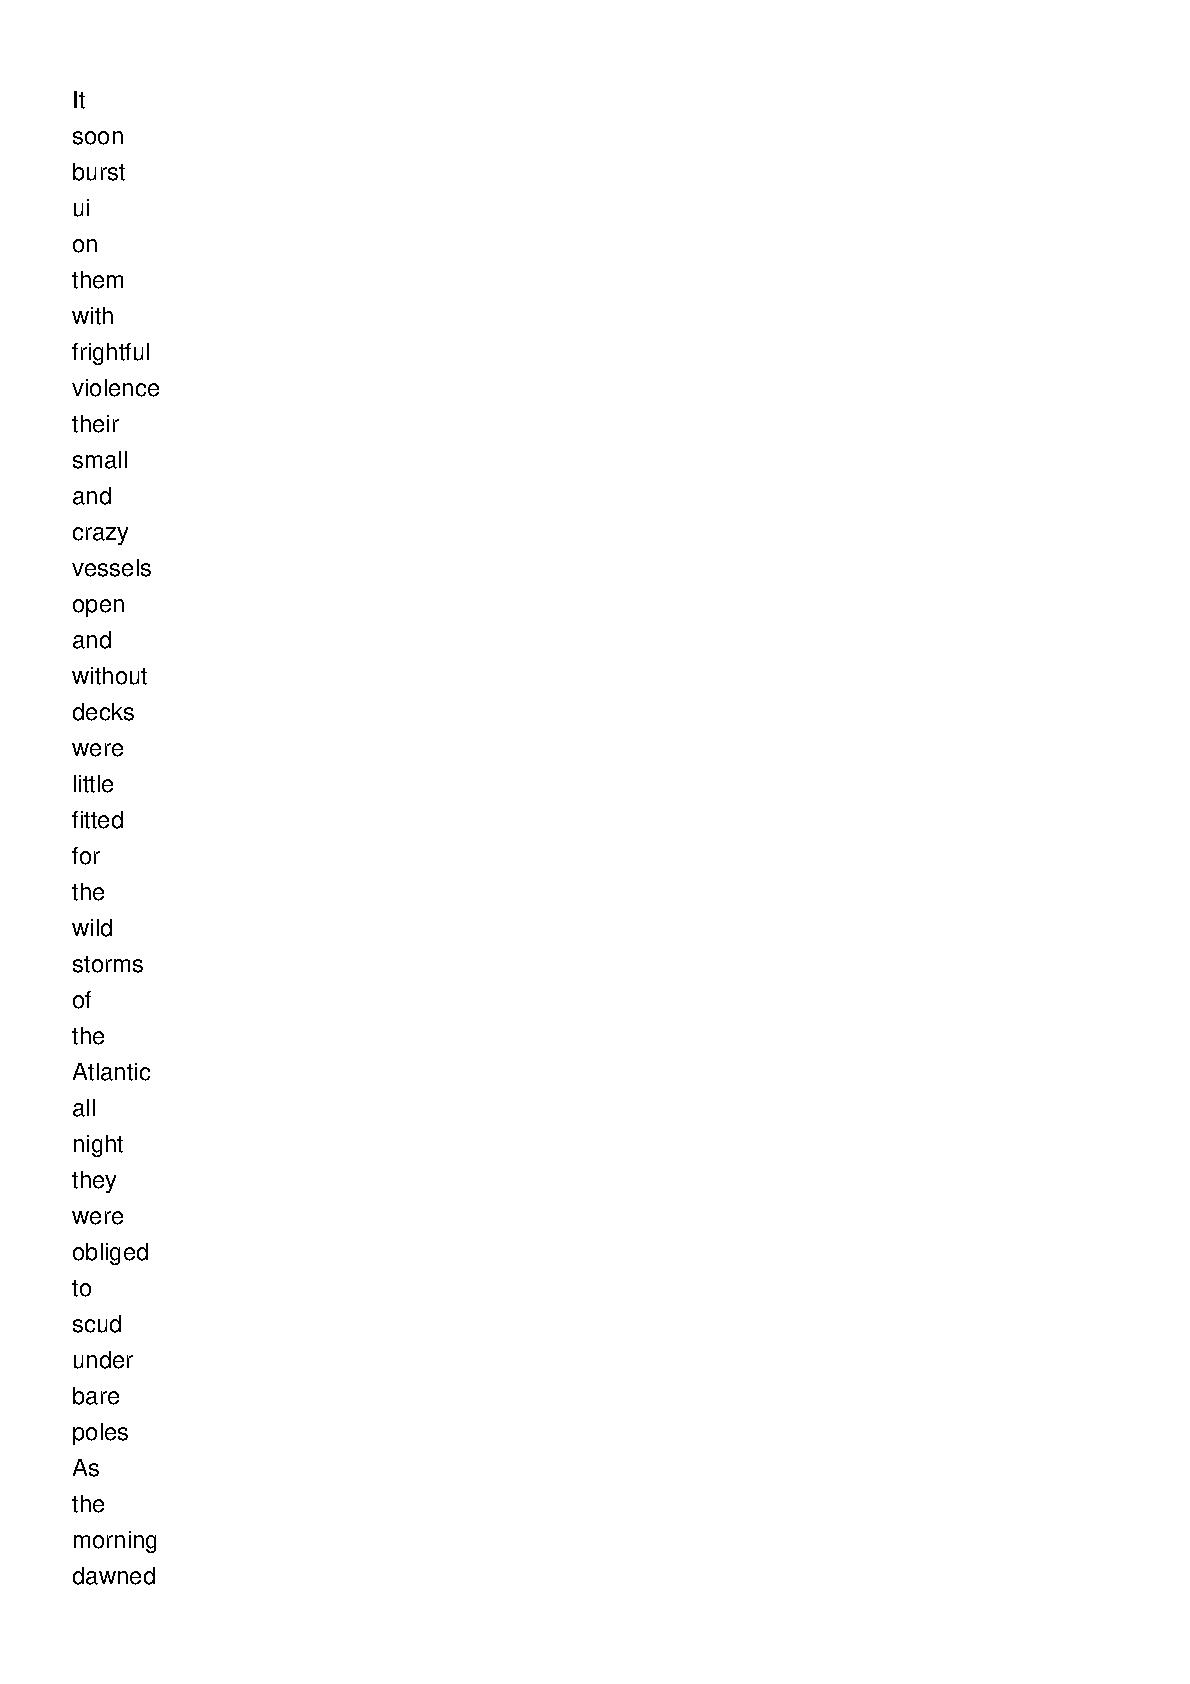 It
soon
burst
ui
on
them
with
frightful
violence
their
small
and
crazy
vessels
open
and
without
decks
were
little
fitted
for
the
wild
storms
of
the
Atlantic
all
night
they
were
obliged
to
scud
under
bare
poles
As
the
morning
dawned